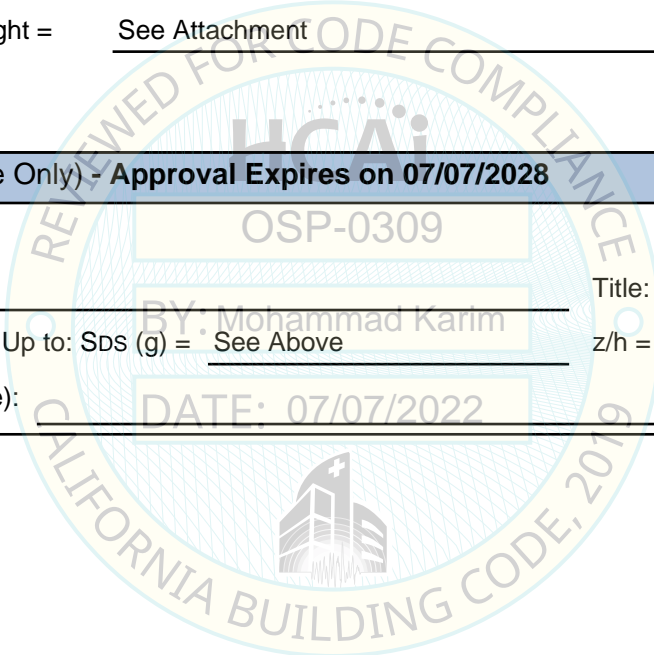 ght = See Attachment
REVIEWED FOR CODE COMPLIANCE
HCAi
e Only) - Approval Expires on 07/07/2028
OSP-0309
Title:
BY: Mohammad Karim
Up to: SDS (g) = See Above z/h =
e):
DATE: 07/07/2022
CALIFORNIA BUILDING CODE, 2019